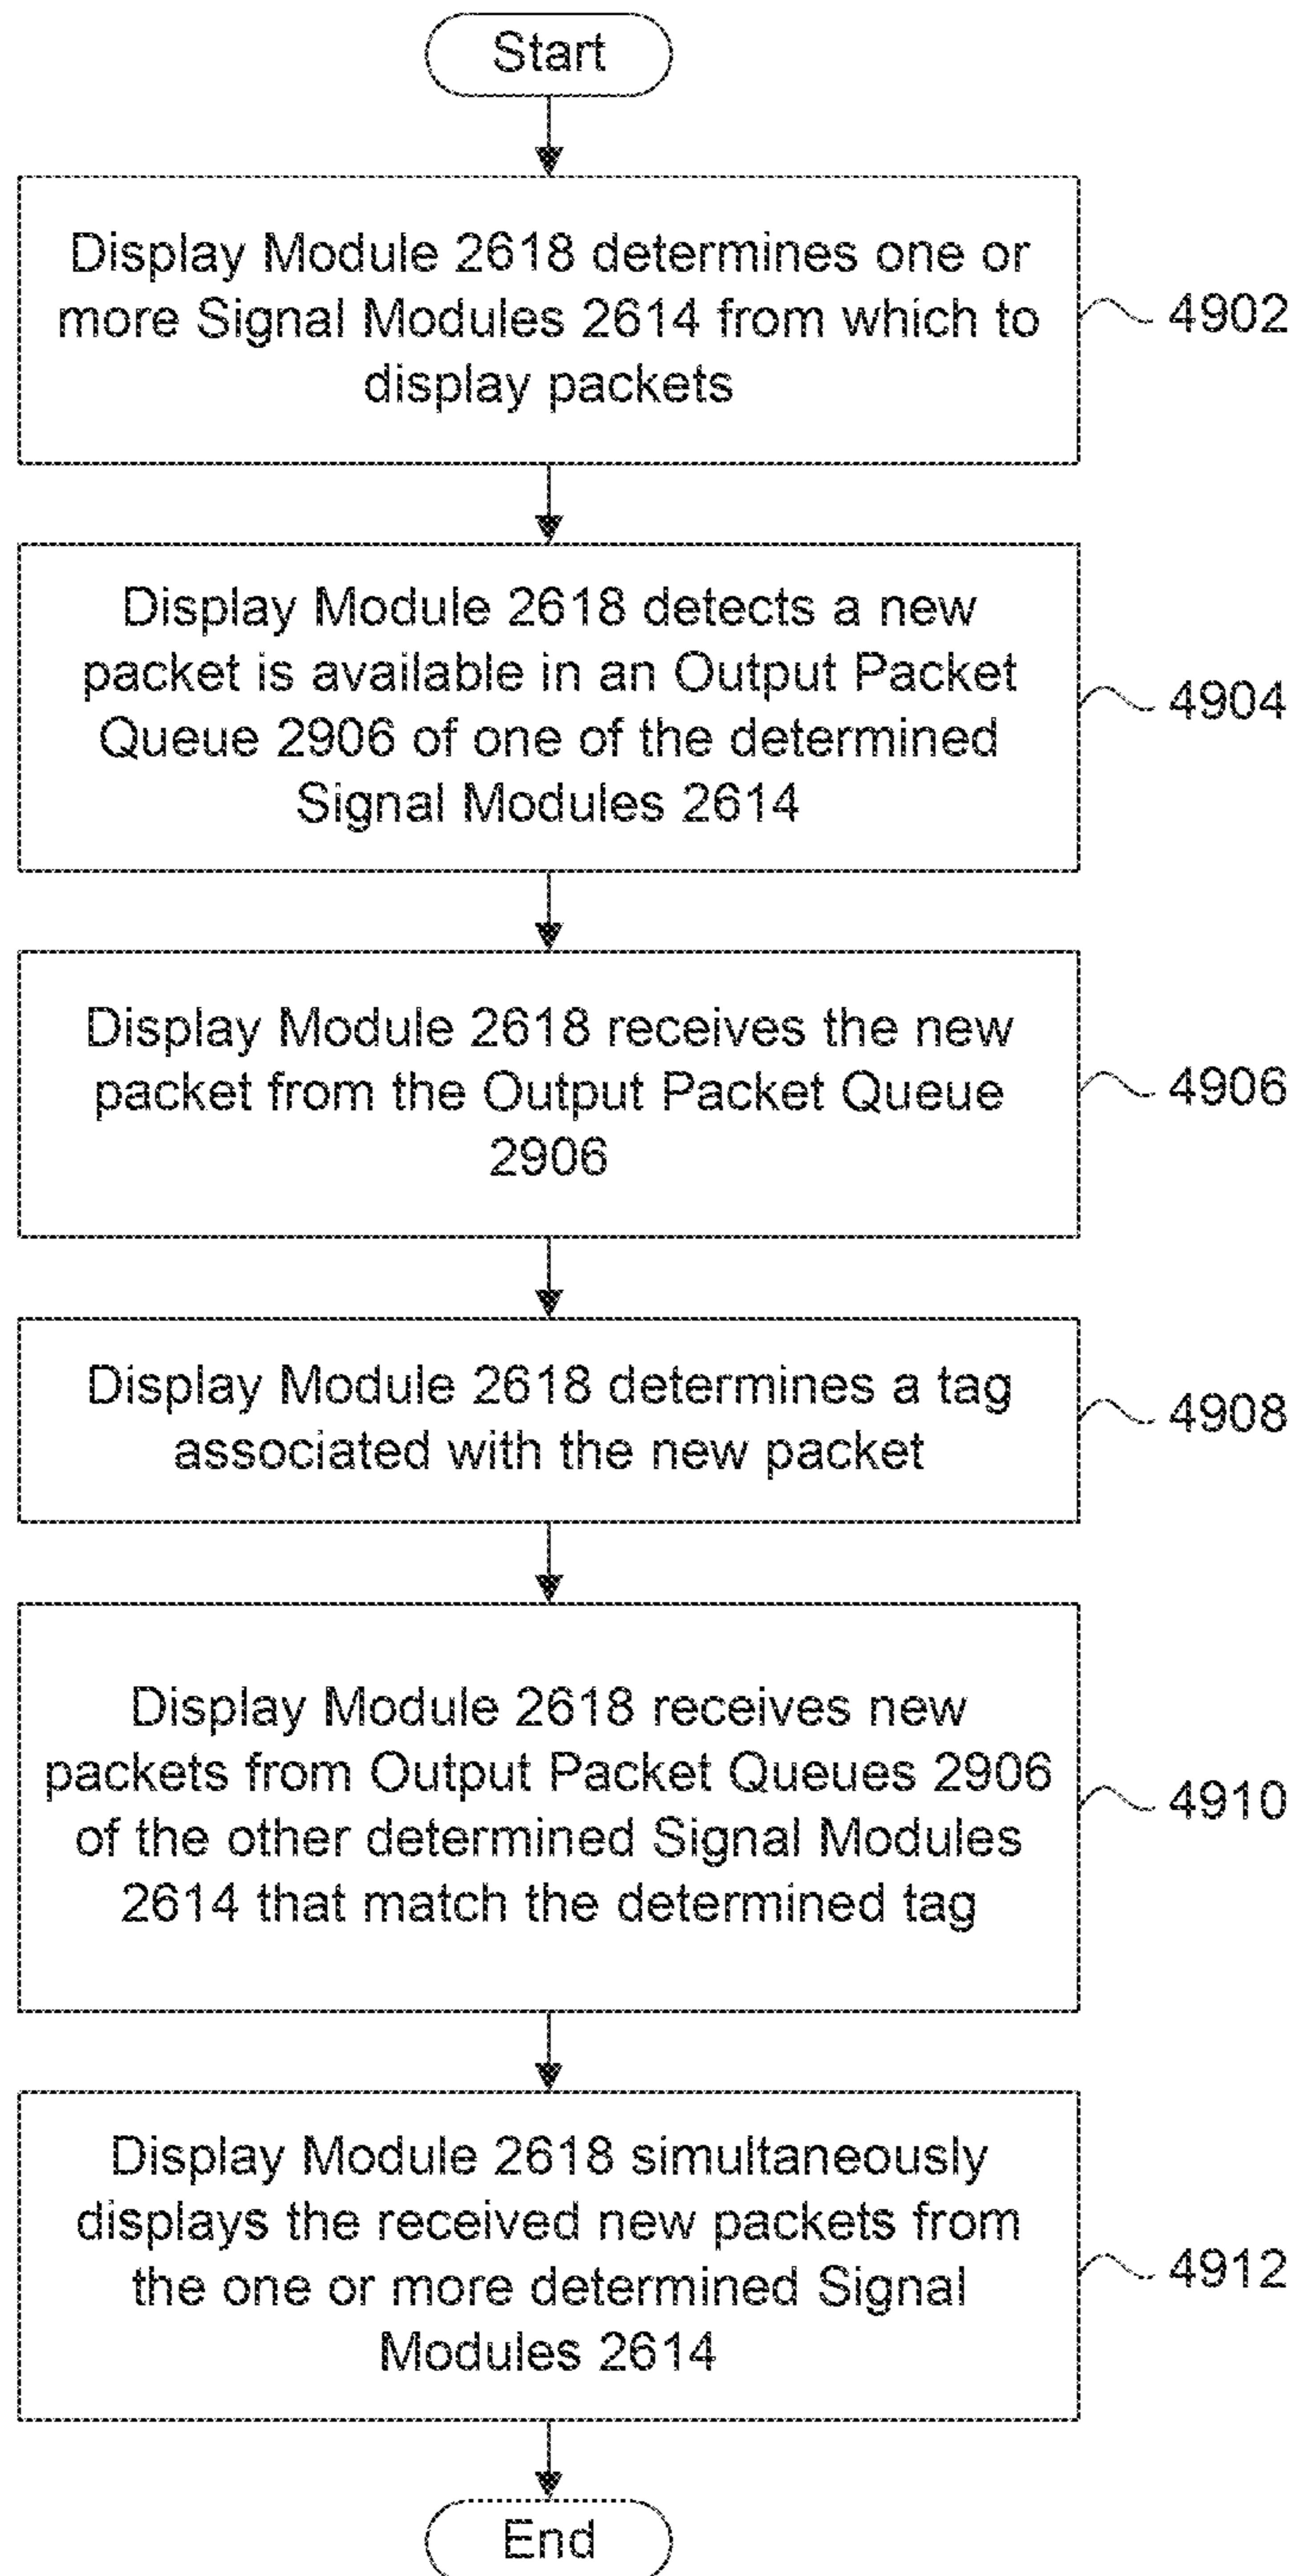 Start
Display Module 2618 determines one or
more Signal Modules 2614 from which to
display packets
4902
Display Module 2618 detects a new
packet is available in an Output Packet
Queue 2906 of one of the determined
Signal Modules 2614
4904
Display Module 2618 receives the new
packet from the Output Packet Queue
2906
4906
Display Module 2618 determines a tag
associated with the new packet
4908
Display Module 2618 receives new
packets from Output Packet Queues 2906
of the other determined Signal Modules
2614 that match the determined tag
4910
Display Module 2618 simultaneously
displays the received new packets from
the one or more determined Signal
Modules 2614
4912
End